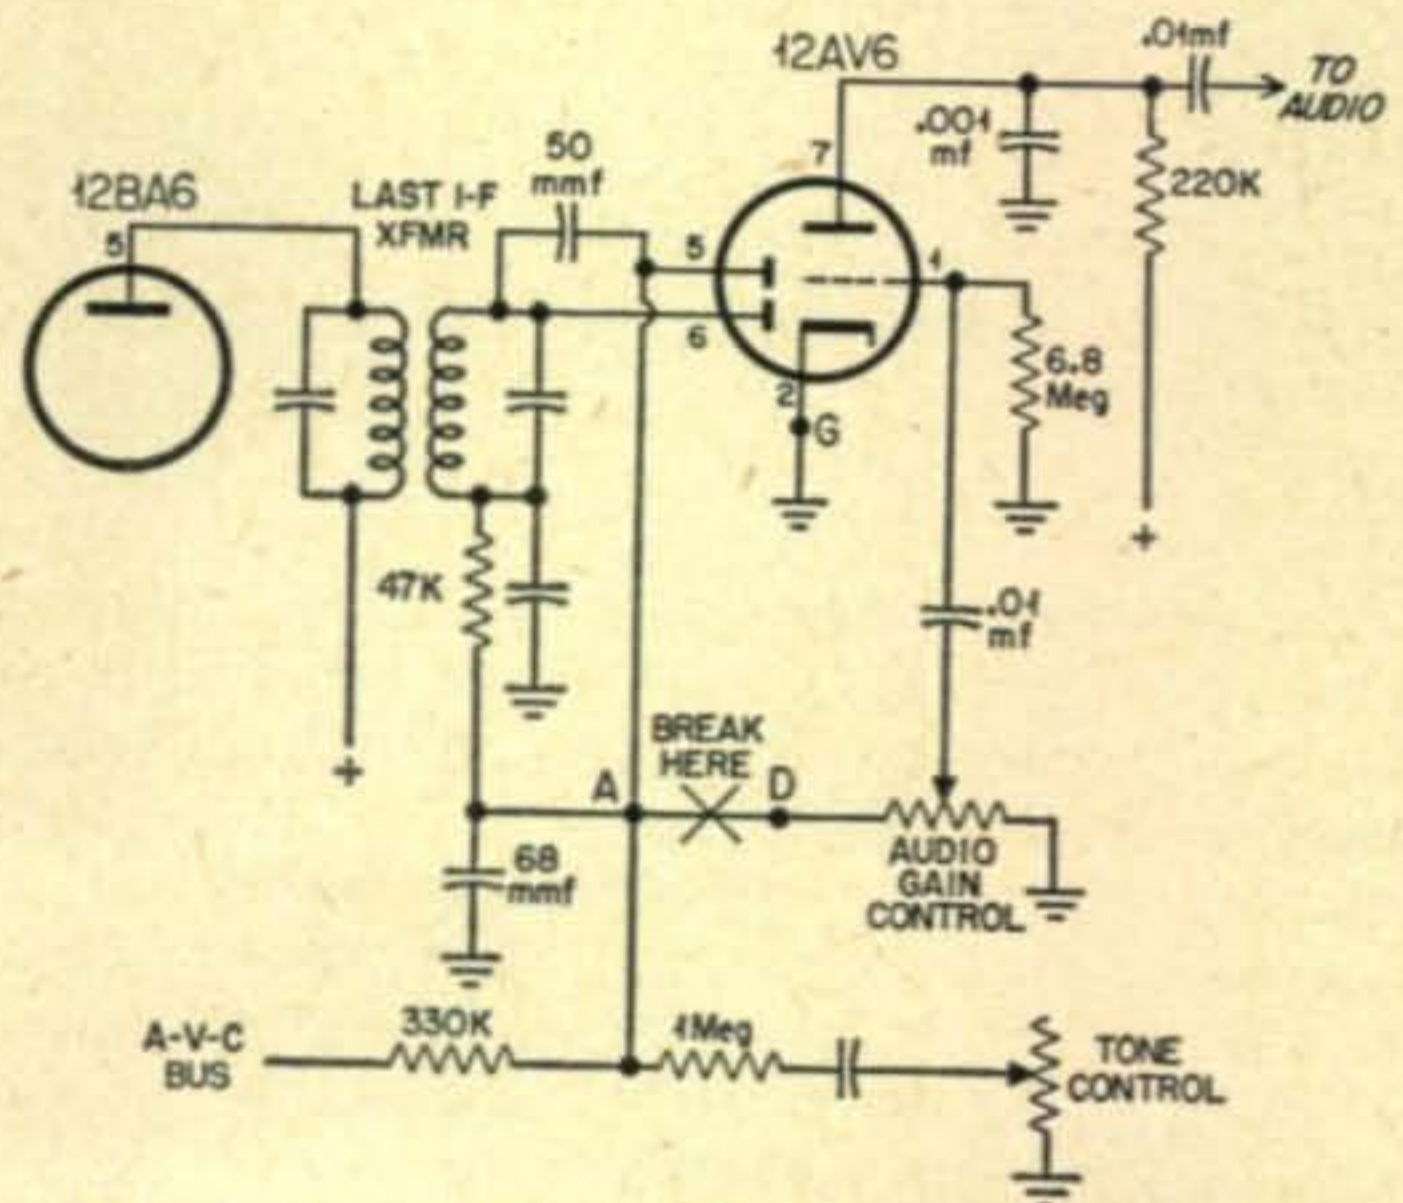 12AV6
.01mf
TO
AUDIO
.001
mf
7
220K
50
mmf
12BA6
5
LAST I-F
XFMR
5
6
1
2
G
6.8
Meg
+
47K
.01
mf
+
BREAK
HERE
A
D
68
mmf
AUDIO
GAIN
CONTROL
A-V-C
BUS
330K
1Meg
TONE
CONTROL